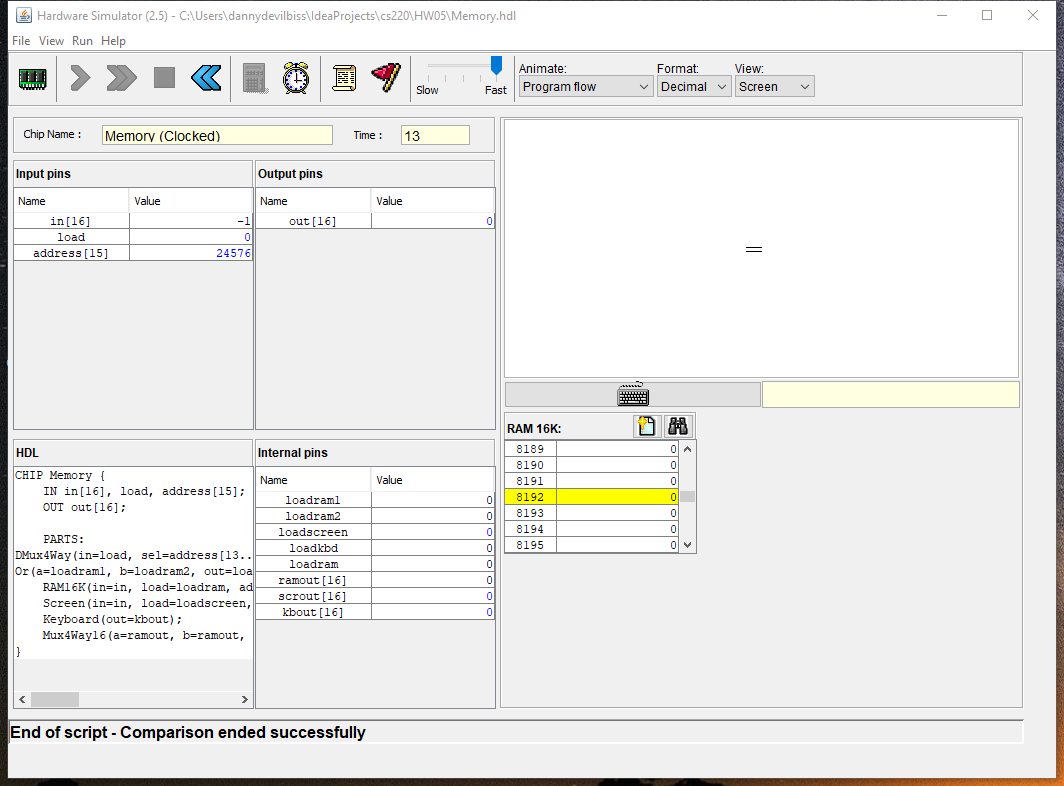 Hardware Simulator (2.5) - C:\Users\dannydevilbiss\IdeaProjects\cs220\HW05\Memory.hdl
File View Run Help
Slow Fast
Animate: Format: View:
Program flow Decimal Screen
Chip Name : Memory (Clocked) Time : 13
Input pins
Name Value
in[16] -1
load 0
address[15] 24576
Output pins
Name Value
out[16] 0
HDL
CHIP Memory {
IN in[16], load, address[15];
OUT out[16];
PARTS:
DMux4Way(in=load, sel=address[13..
Or(a=loadram1, b=loadram2, out=loa
RAM16K(in=in, load=loadram, ad
Screen(in=in, load=loadscreen,
Keyboard(out=kbout);
Mux4Way16(a=ramout, b=ramout,
}
Internal pins
Name Value
loadram1 0
loadram2 0
loadscreen 0
loadkbd 0
loadram 0
ramout[16] 0
scrout[16] 0
kbout[16] 0
RAM 16K:
8189 0
8190 0
8191 0
8192 0
8193 0
8194 0
8195 0
End of script - Comparison ended successfully